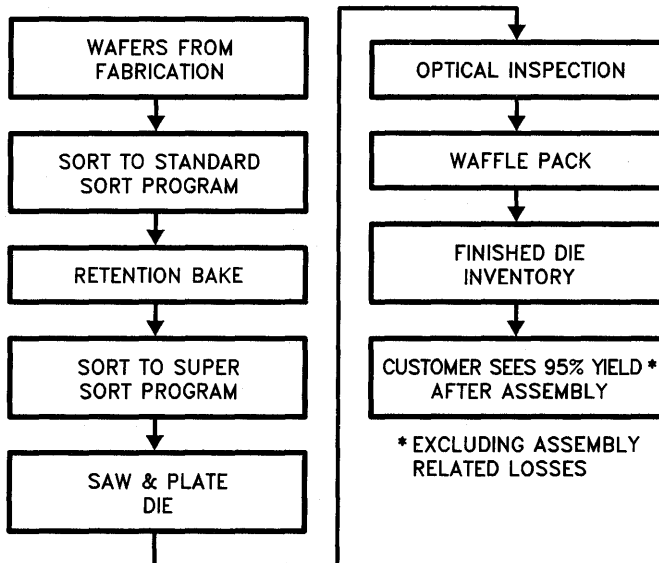 WAFERS FROM
FABRICATION
SORT TO STANDARD
SORT PROGRAM
RETENTION BAKE
SORT TO SUPER
SORT PROGRAM
SAW & PLATE
DIE
OPTICAL INSPECTION
WAFFLE PACK
FINISHED DIE
INVENTORY
CUSTOMER SEES 95% YIELD *
AFTER ASSEMBLY
* EXCLUDING ASSEMBLY
RELATED LOSSES